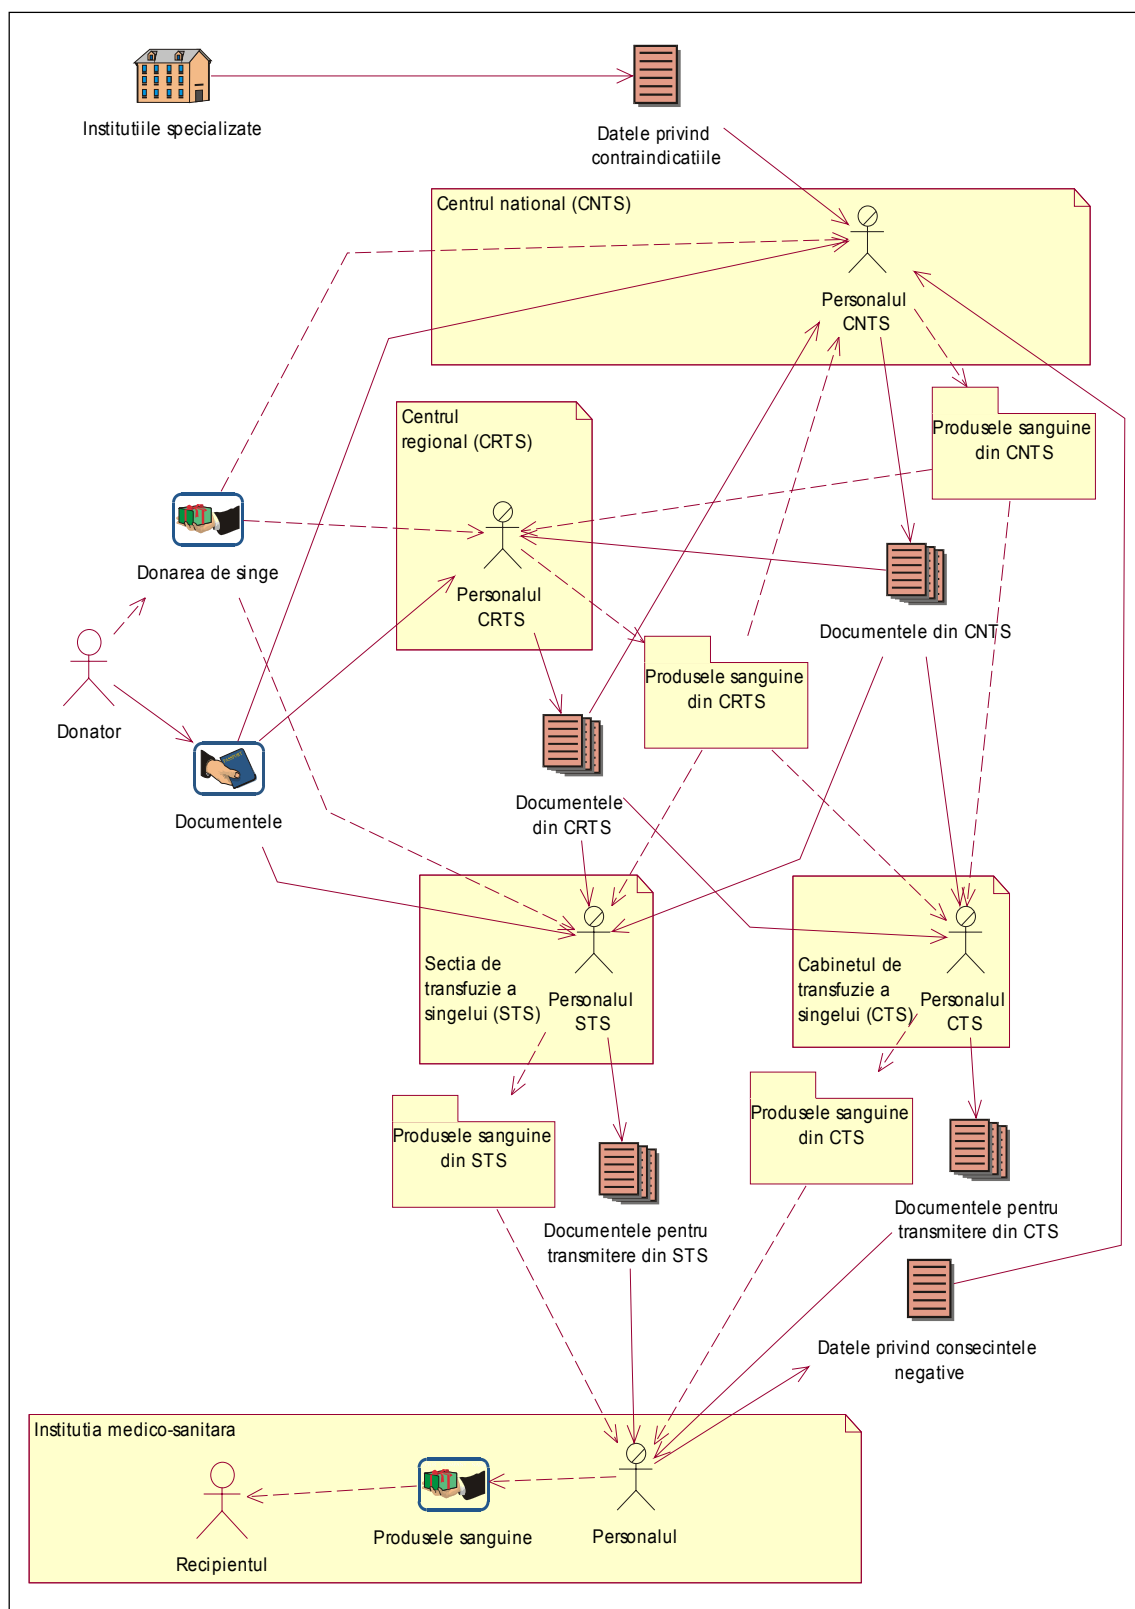 Institutiile specializate
Datele privind
contraindicatiile
Centrul national (CNTS)
Personalul
CNTS
Centrul
regional (CRTS)
Produsele sanguine
din CNTS
Donarea de singe
Personalul
CRTS
Documentele din CNTS
Produsele sanguine
din CRTS
Donator
Documentele
Documentele
din CRTS
Sectia de
transfuzie a
singelui (STS)
Personalul
STS
Cabinetul de
transfuzie a
singelui (CTS)
Personalul
CTS
Produsele sanguine
din STS
Produsele sanguine
din CTS
Documentele pentru
transmitere din STS
Documentele pentru
transmitere din CTS
Datele privind consecintele
negative
Institutia medico-sanitara
Recipientul
Produsele sanguine
Personalul